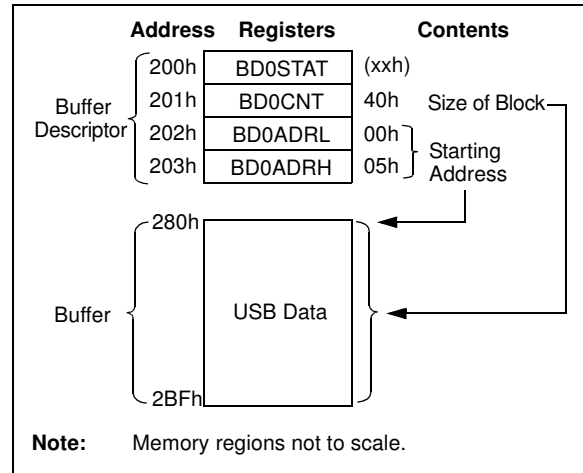 Address Registers Contents
200h BD0STAT (xxh)
201h BD0CNT 40h Size of Block
Buffer Descriptor
202h BD0ADRL 00h
203h BD0ADRH 05h
Starting Address
280h
Buffer USB Data
2BFh
Note: Memory regions not to scale.